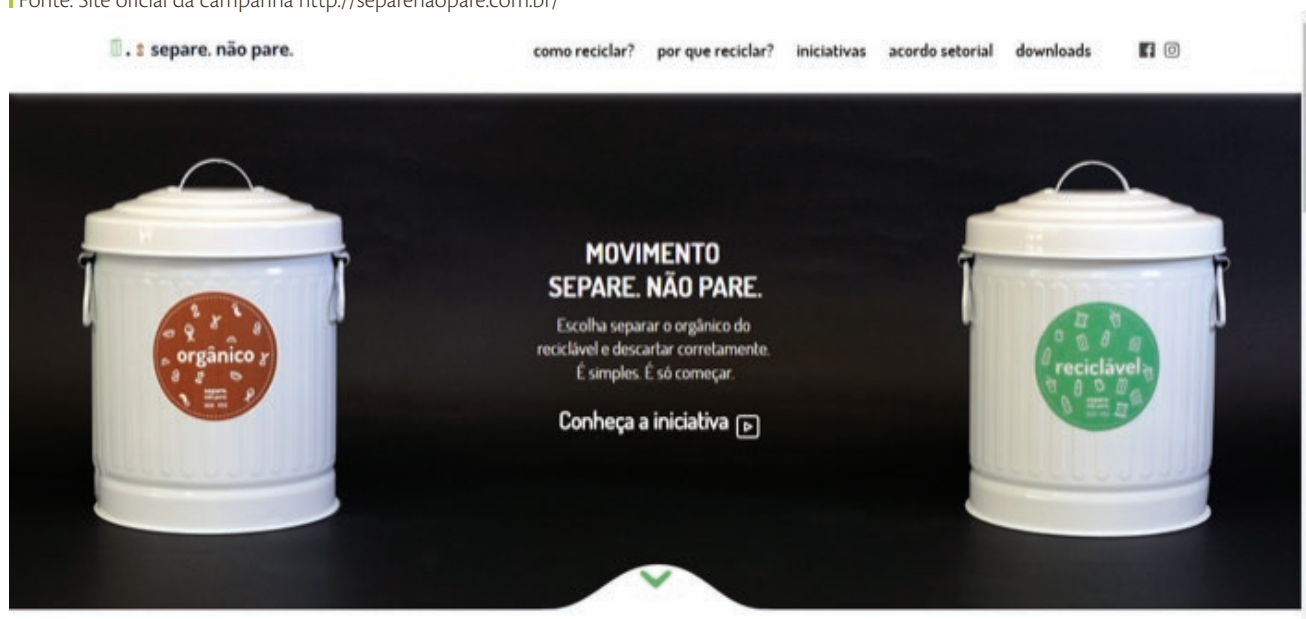 Fonte: Site oficial da campanha http://separenaopare.com.br/
separe. não pare.
como reciclar? por que reciclar? iniciativas acordo setorial downloads
MOVIMENTO
SEPARE. NÃO PARE.
Escolha separar o orgânico do
reciclável e descartar corretamente.
É simples. É só começar.
Conheça a iniciativa
orgânico
reciclável